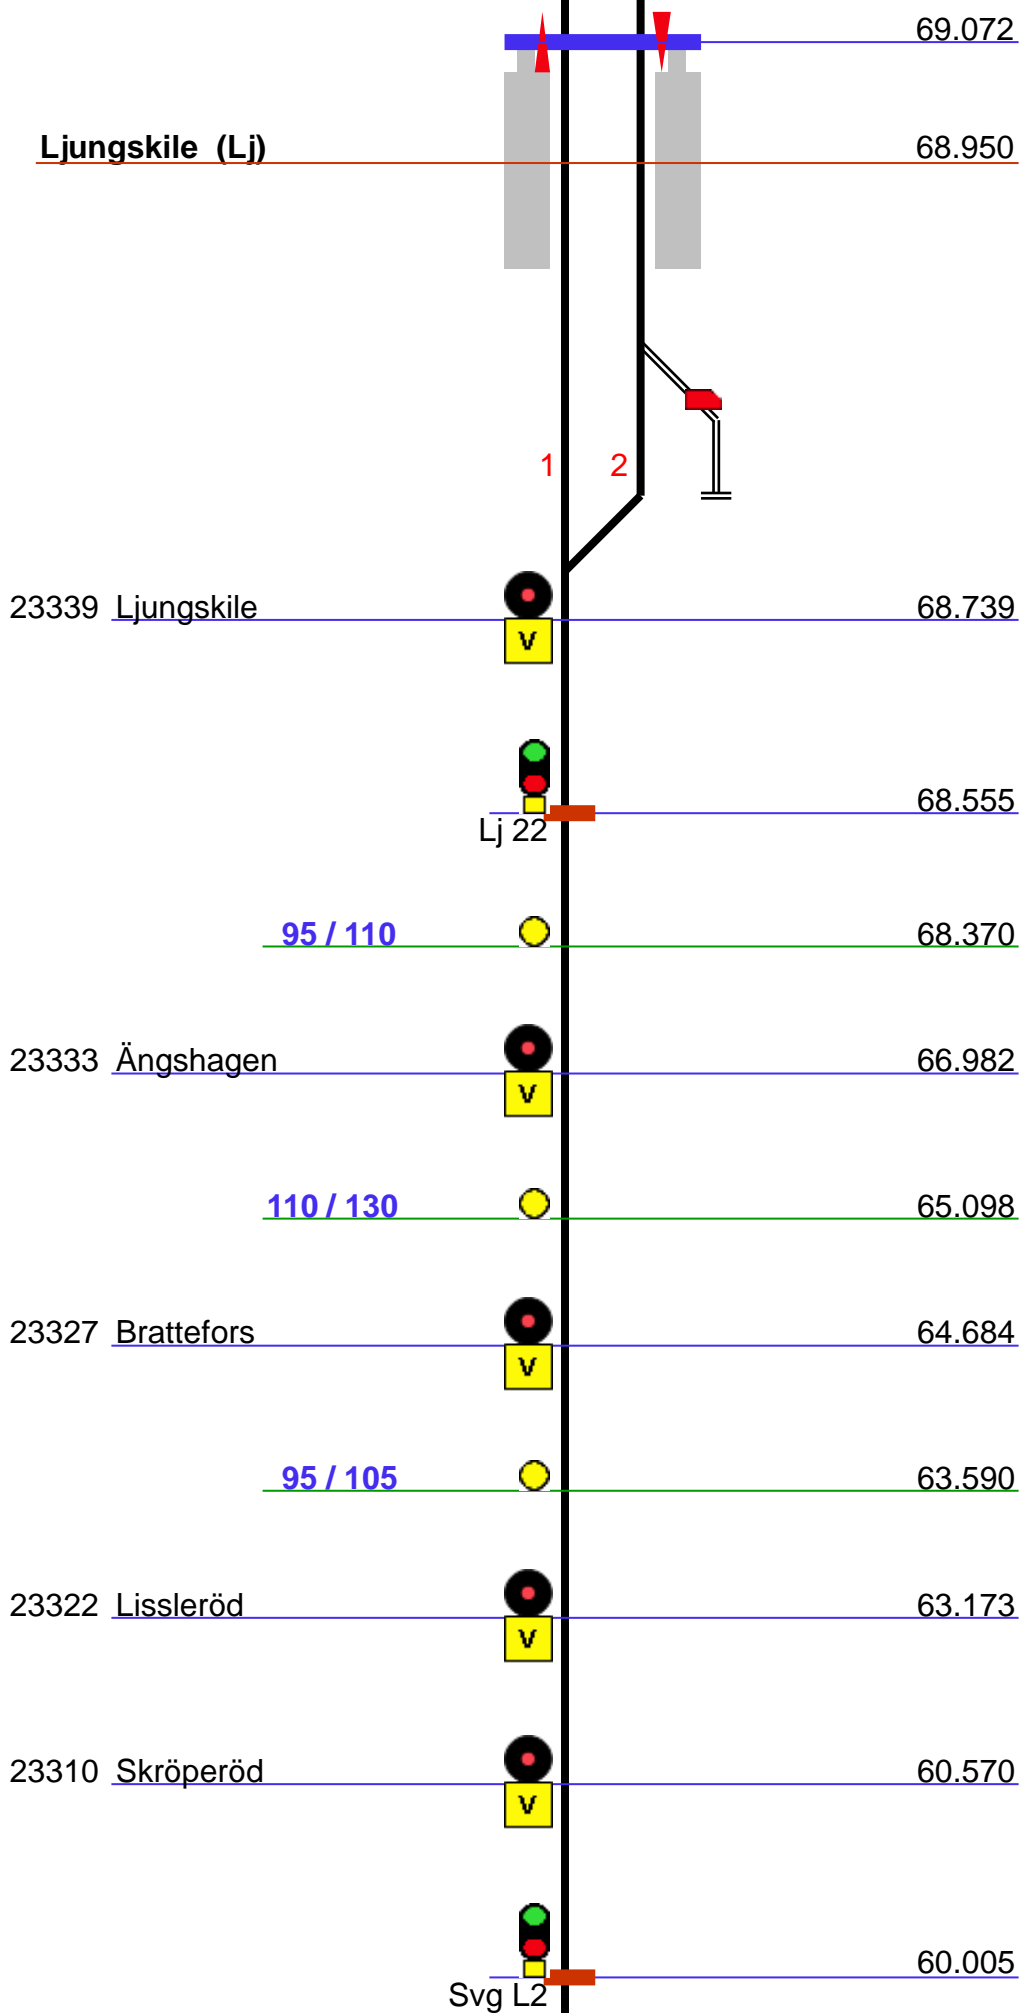 69.072
Ljungskile (Lj) 68.950
1 2
23339 Ljungskile 68.739
V
68.555
Lj 22
95 / 110 68.370
23333 Ängshagen 66.982
V
110 / 130 65.098
23327 Brattefors 64.684
V
95 / 105 63.590
23322 Lissleröd 63.173
V
23310 Skröperöd 60.570
V
60.005
Svg L2